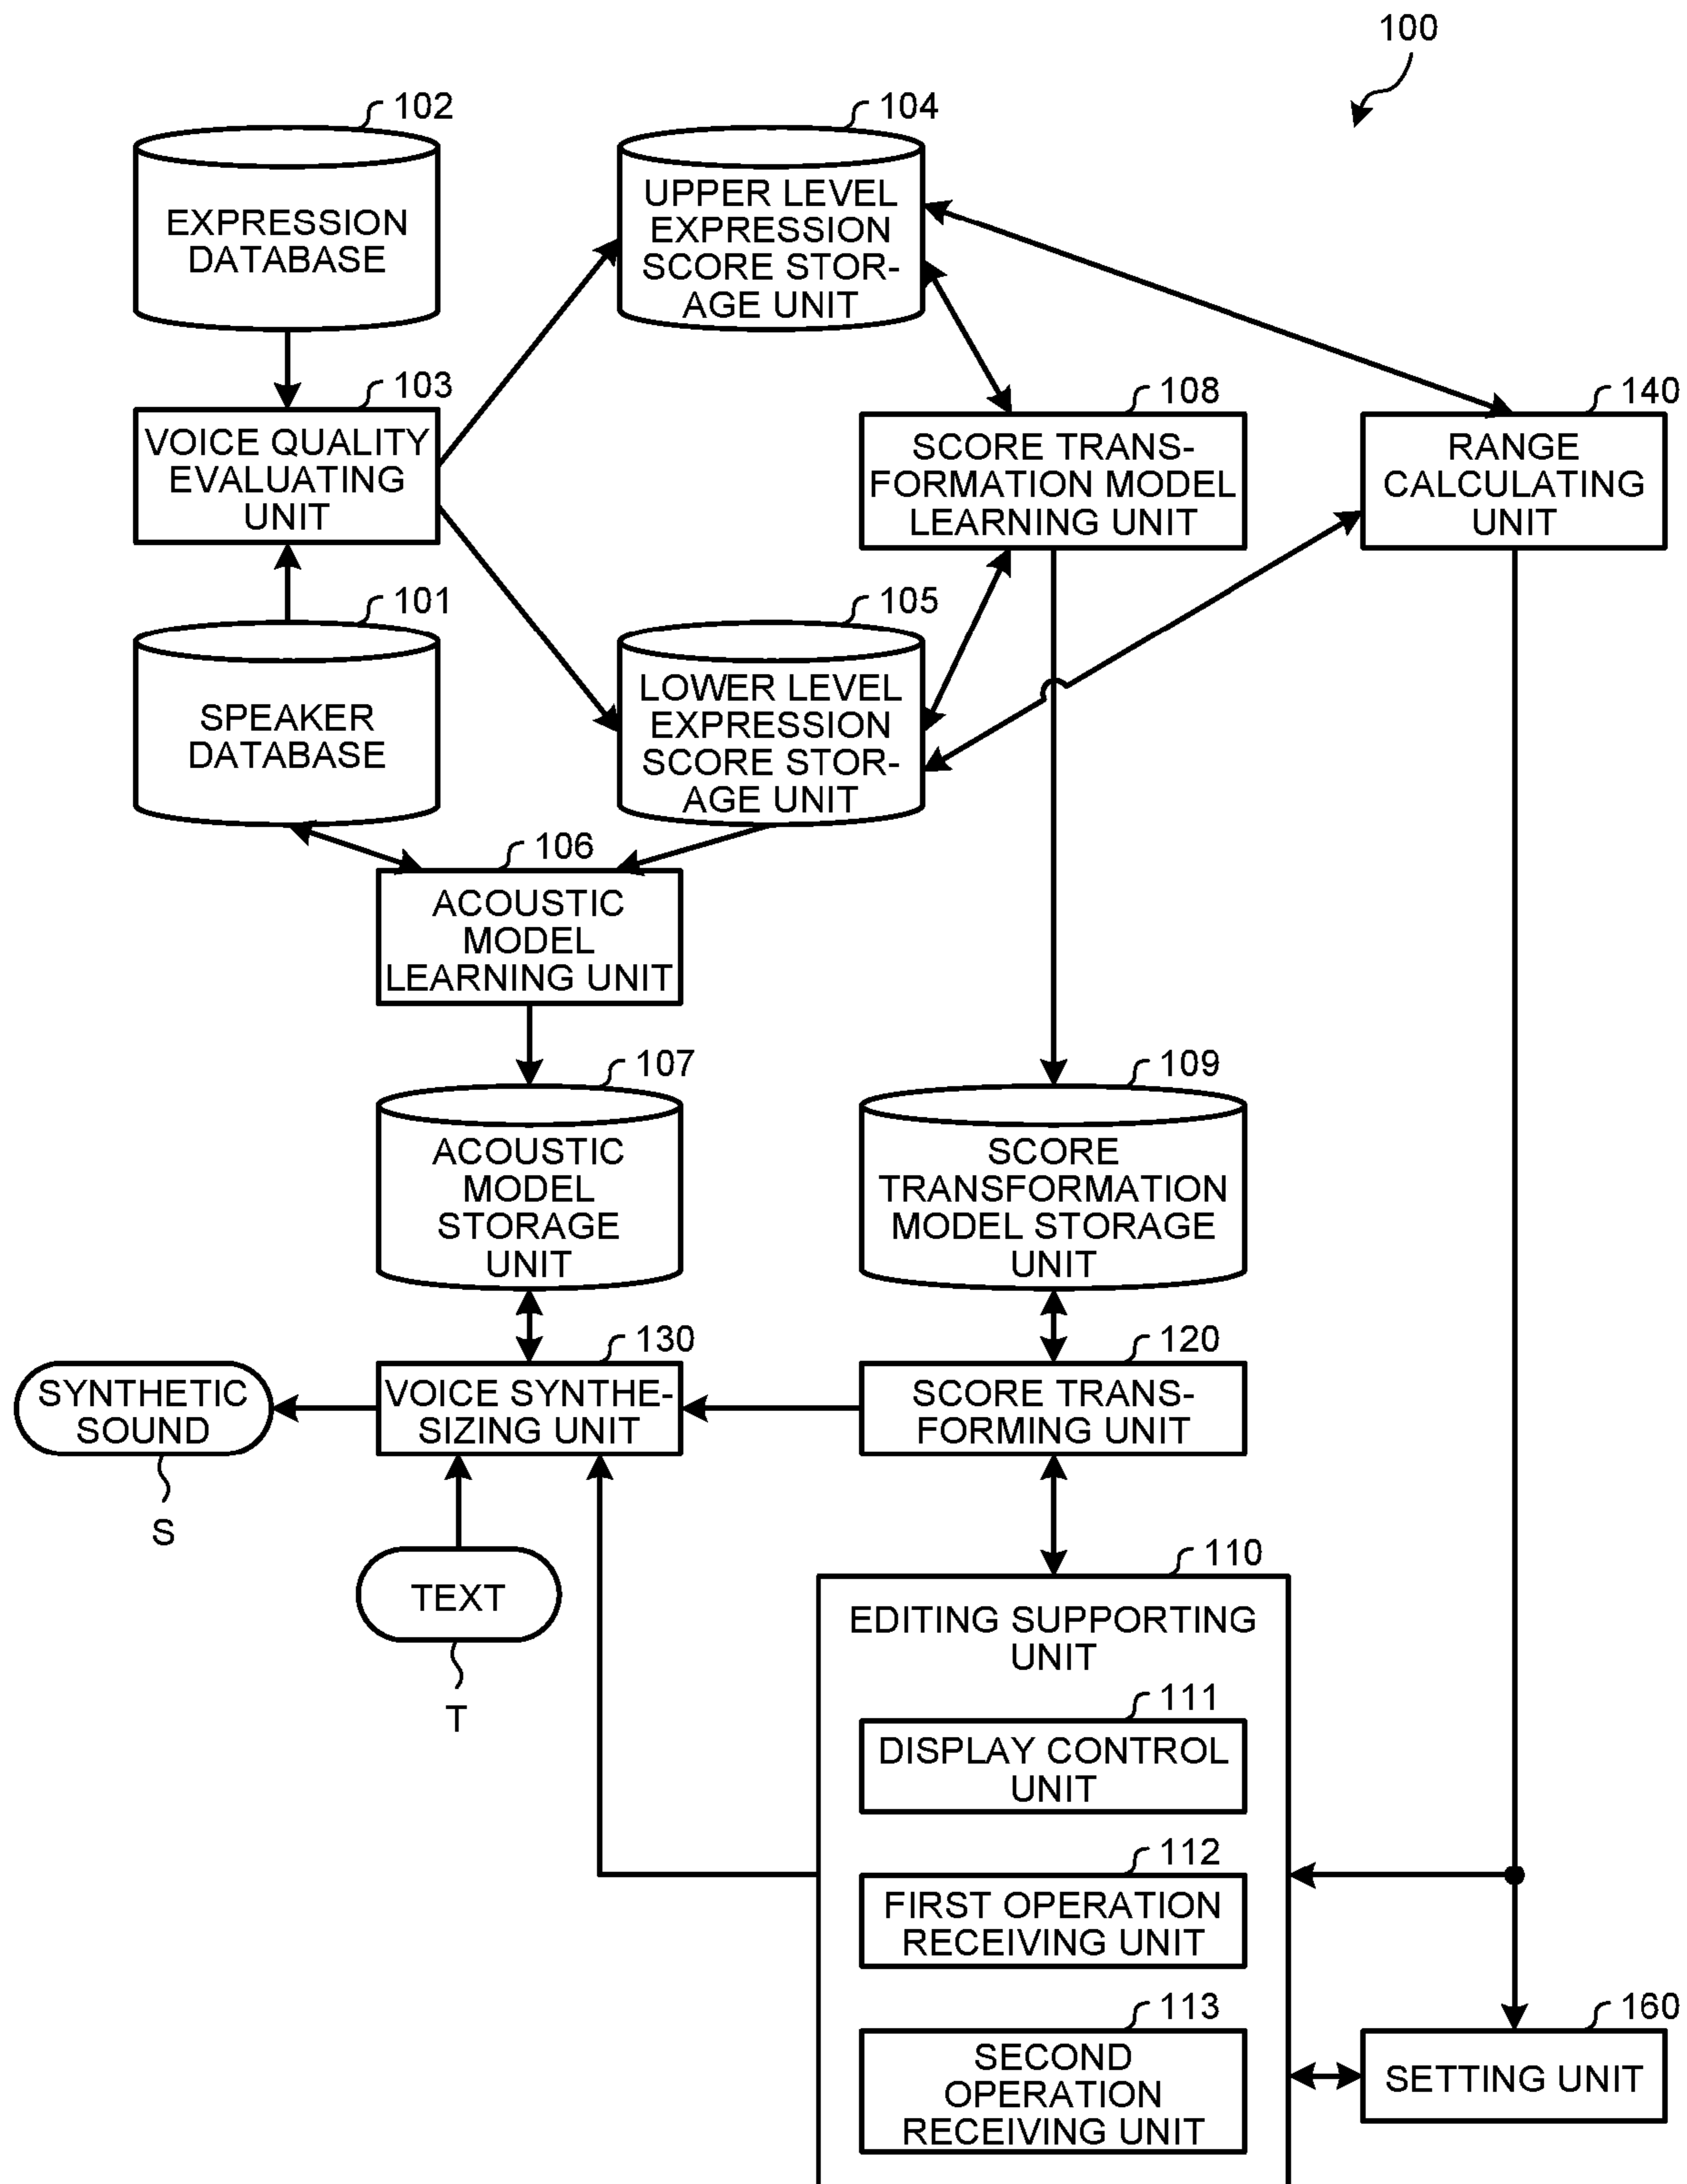 100
102
EXPRESSION
DATABASE
104
UPPER LEVEL
EXPRESSION
SCORE STOR-
AGE UNIT
103
VOICE QUALITY
EVALUATING
UNIT
108
SCORE TRANS-
FORMATION MODEL
LEARNING UNIT
140
RANGE
CALCULATING
UNIT
101
SPEAKER
DATABASE
105
LOWER LEVEL
EXPRESSION
SCORE STOR-
AGE UNIT
106
ACOUSTIC
MODEL
LEARNING UNIT
107
ACOUSTIC
MODEL
STORAGE
UNIT
109
SCORE
TRANSFORMATION
MODEL STORAGE
UNIT
SYNTHETIC
SOUND
S
130
VOICE SYNTHE-
SIZING UNIT
120
SCORE TRANS-
FORMING UNIT
TEXT
T
110
EDITING SUPPORTING
UNIT
111
DISPLAY CONTROL
UNIT
112
FIRST OPERATION
RECEIVING UNIT
113
SECOND
OPERATION
RECEIVING UNIT
160
SETTING UNIT